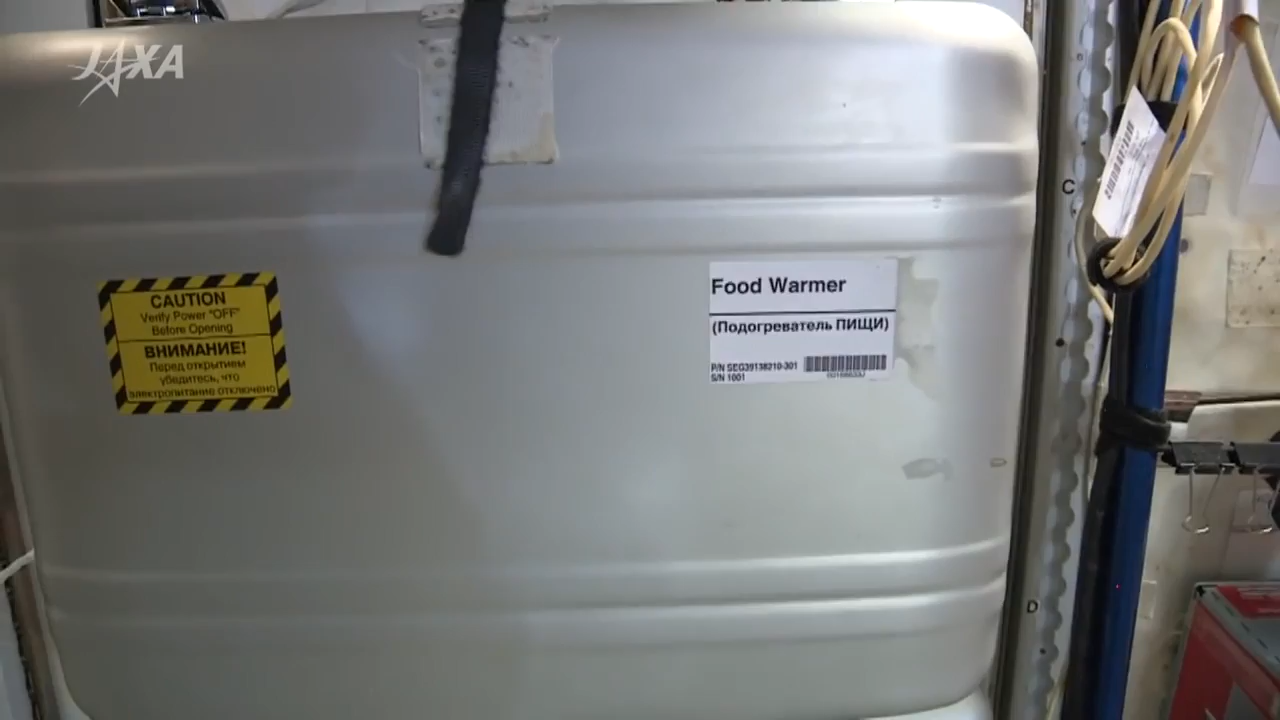 JAXA
CAUTION
Verify Power "OFF"
Before Opening
ВНИМАНИЕ!
Перед открытием
убедитесь, что
электропитание отключено
Food Warmer
(Подогреватель ПИЩИ)
P/N SEG39138210-301
S/N 1001
C
D